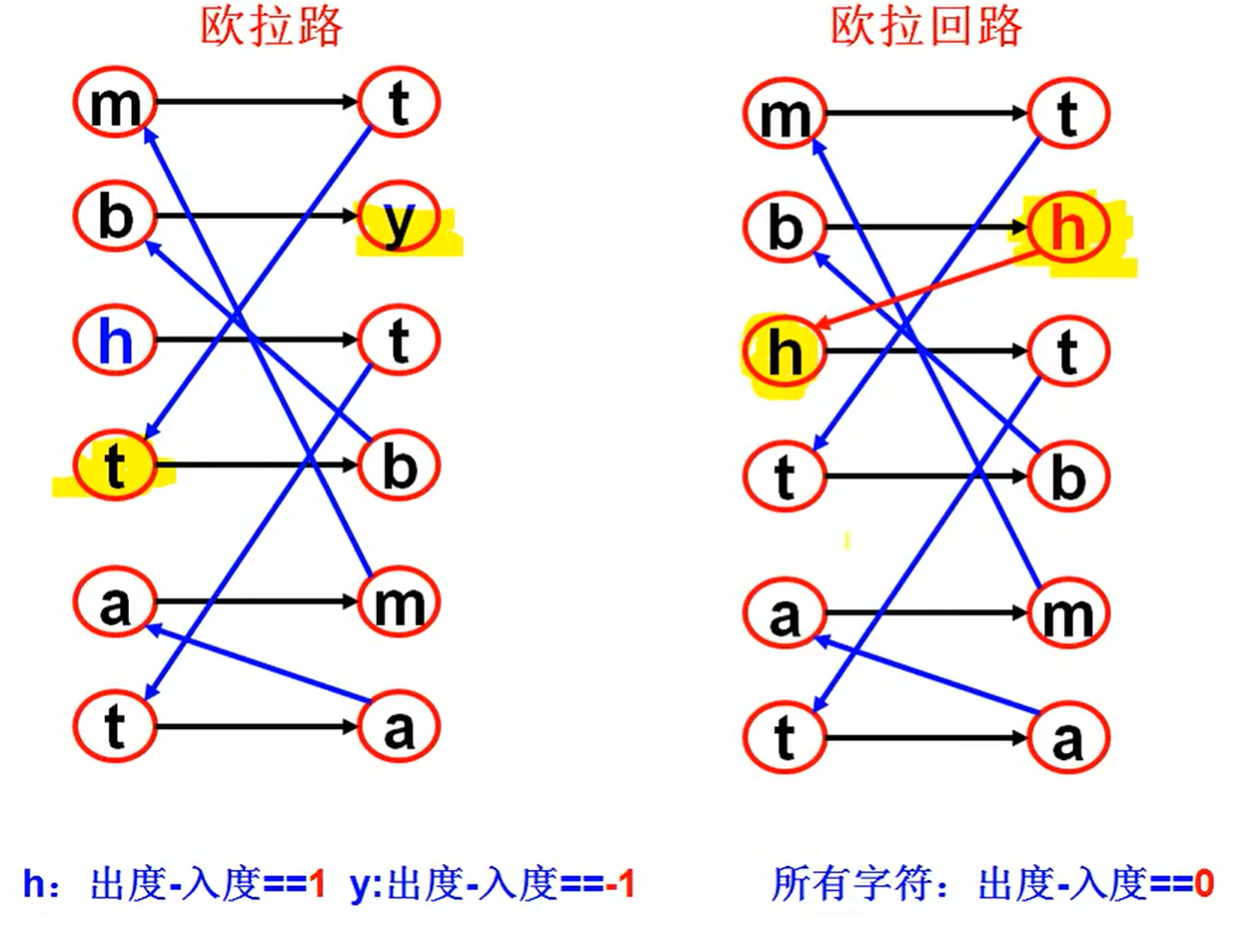 欧拉路 欧拉回路
m t m t
b y b h
h t h t
t b t b
a m a m
t a t a
h：出度-入度==1 y:出度-入度==-1 所有字符：出度-入度==0